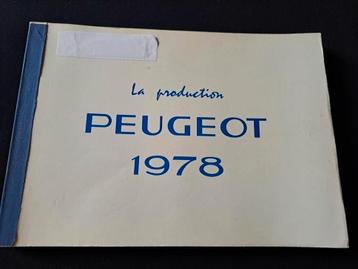 La production
PEUGEOT
1978